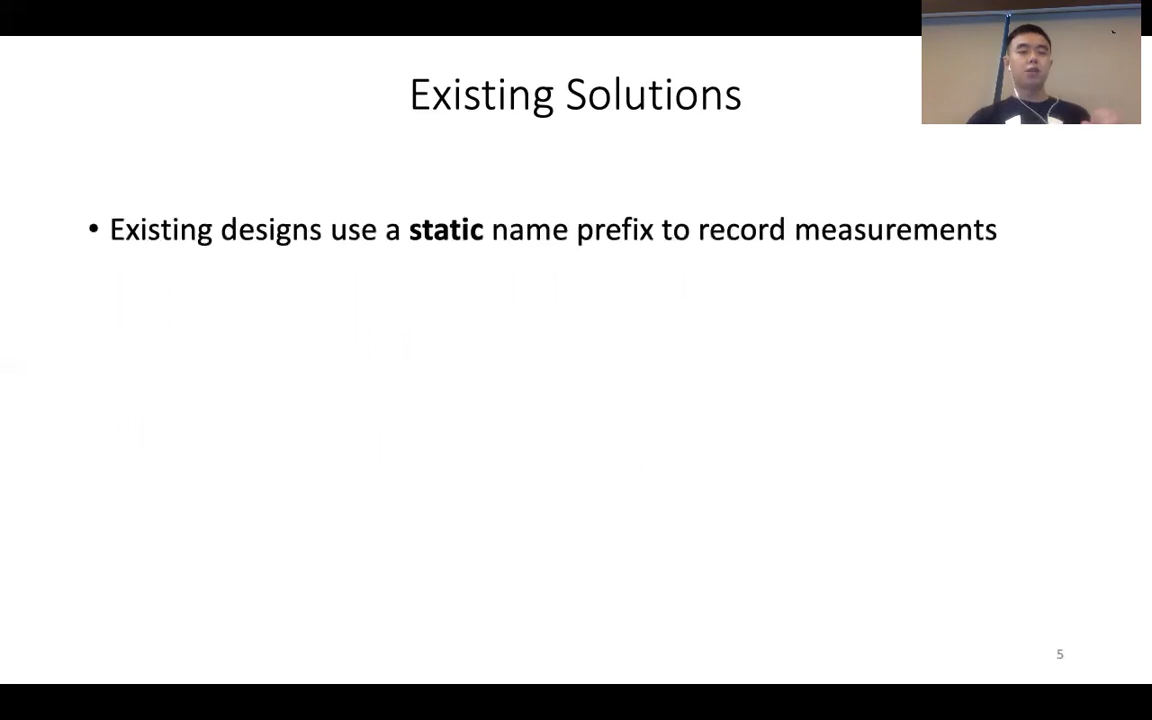 Existing Solutions
• Existing designs use a static name prefix to record measurements
5